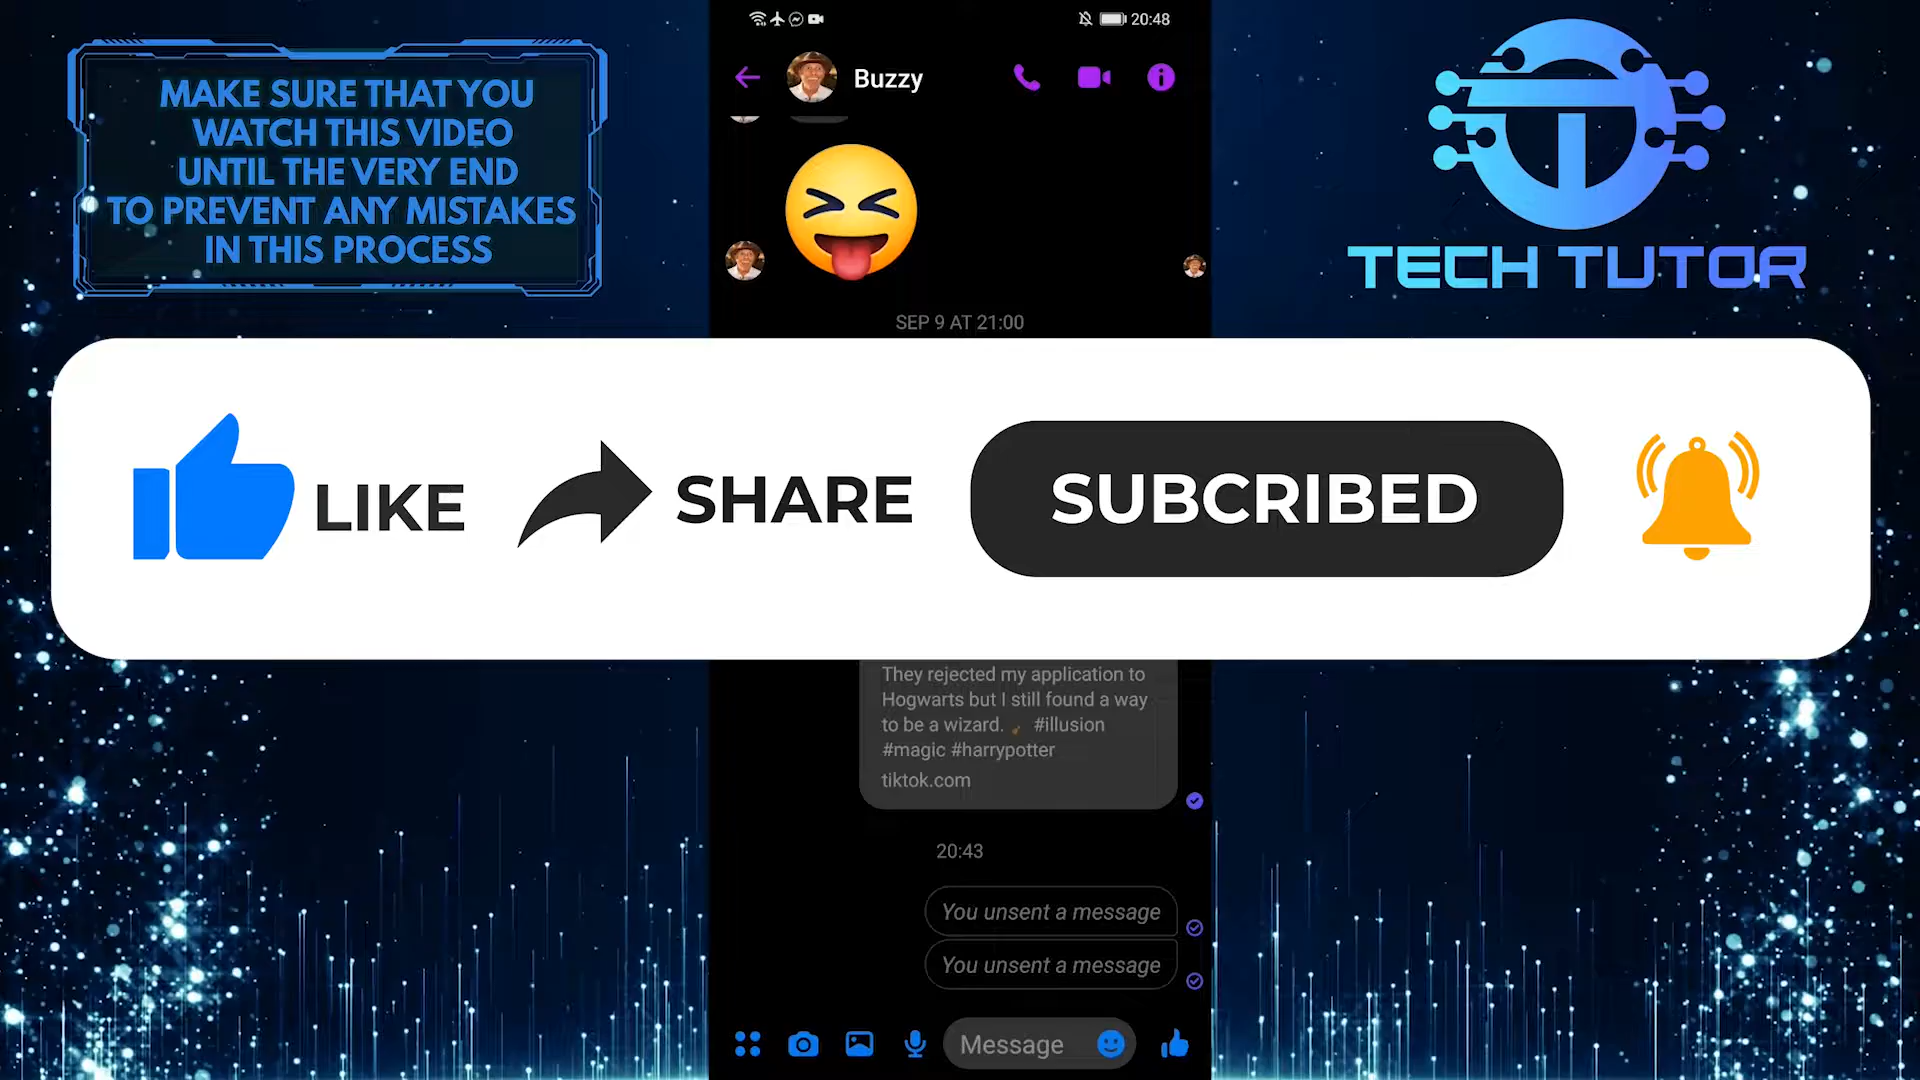 MAKE SURE THAT YOU
WATCH THIS VIDEO
UNTIL THE VERY END
TO PREVENT ANY MISTAKES
IN THIS PROCESS
20:48
Buzzy
TECH TUTOR
SEP 9 AT 21:00
LIKE
SHARE
SUBCRIBED
They rejected my application to
Hogwarts but I still found a way
to be a wizard. #illusion
#magic #harrypotter
tiktok.com
20:43
You unsent a message
You unsent a message
Message